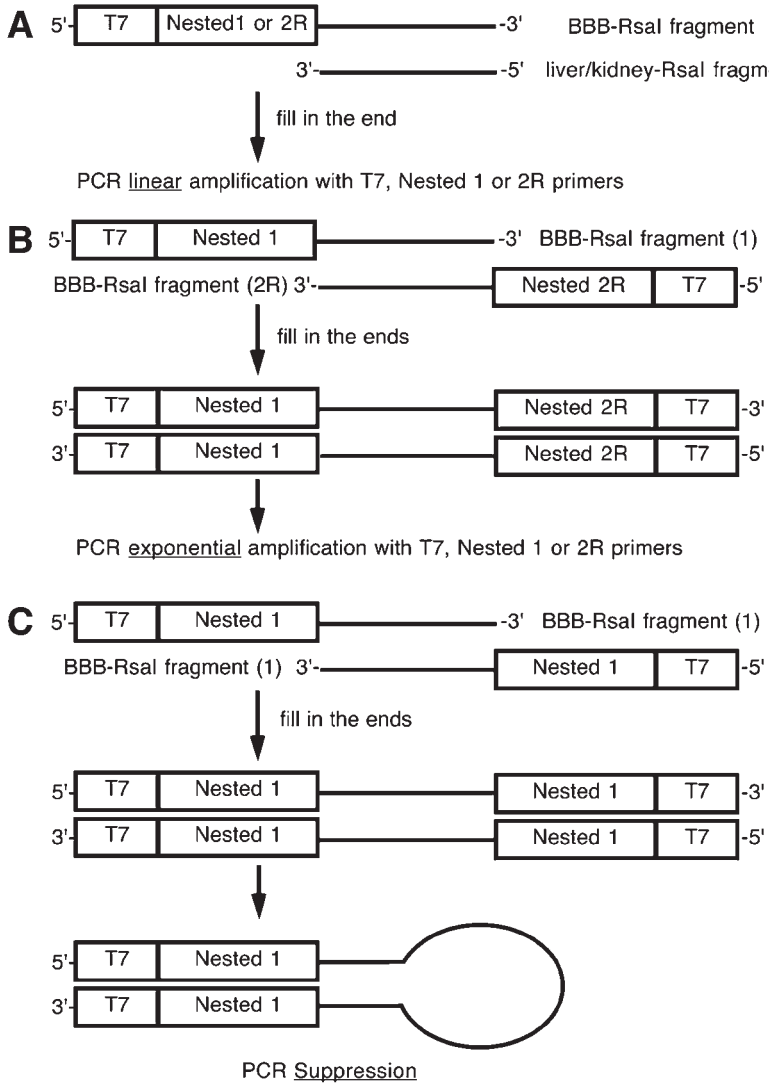 A 5'- T7 Nested1 or 2R -3' BBB-RsaI fragment
3'- -5' liver/kidney-RsaI fragm
fill in the end
PCR linear amplification with T7, Nested 1 or 2R primers
B 5'- T7 Nested 1 -3' BBB-RsaI fragment (1)
BBB-RsaI fragment (2R) 3'- Nested 2R T7 -5'
fill in the ends
5'- T7 Nested 1 Nested 2R T7 -3'
3'- T7 Nested 1 Nested 2R T7 -5'
PCR exponential amplification with T7, Nested 1 or 2R primers
C 5'- T7 Nested 1 -3' BBB-RsaI fragment (1)
BBB-RsaI fragment (1) 3'- Nested 1 T7 -5'
fill in the ends
5'- T7 Nested 1 Nested 1 T7 -3'
3'- T7 Nested 1 Nested 1 T7 -5'
5'- T7 Nested 1
3'- T7 Nested 1
PCR Suppression